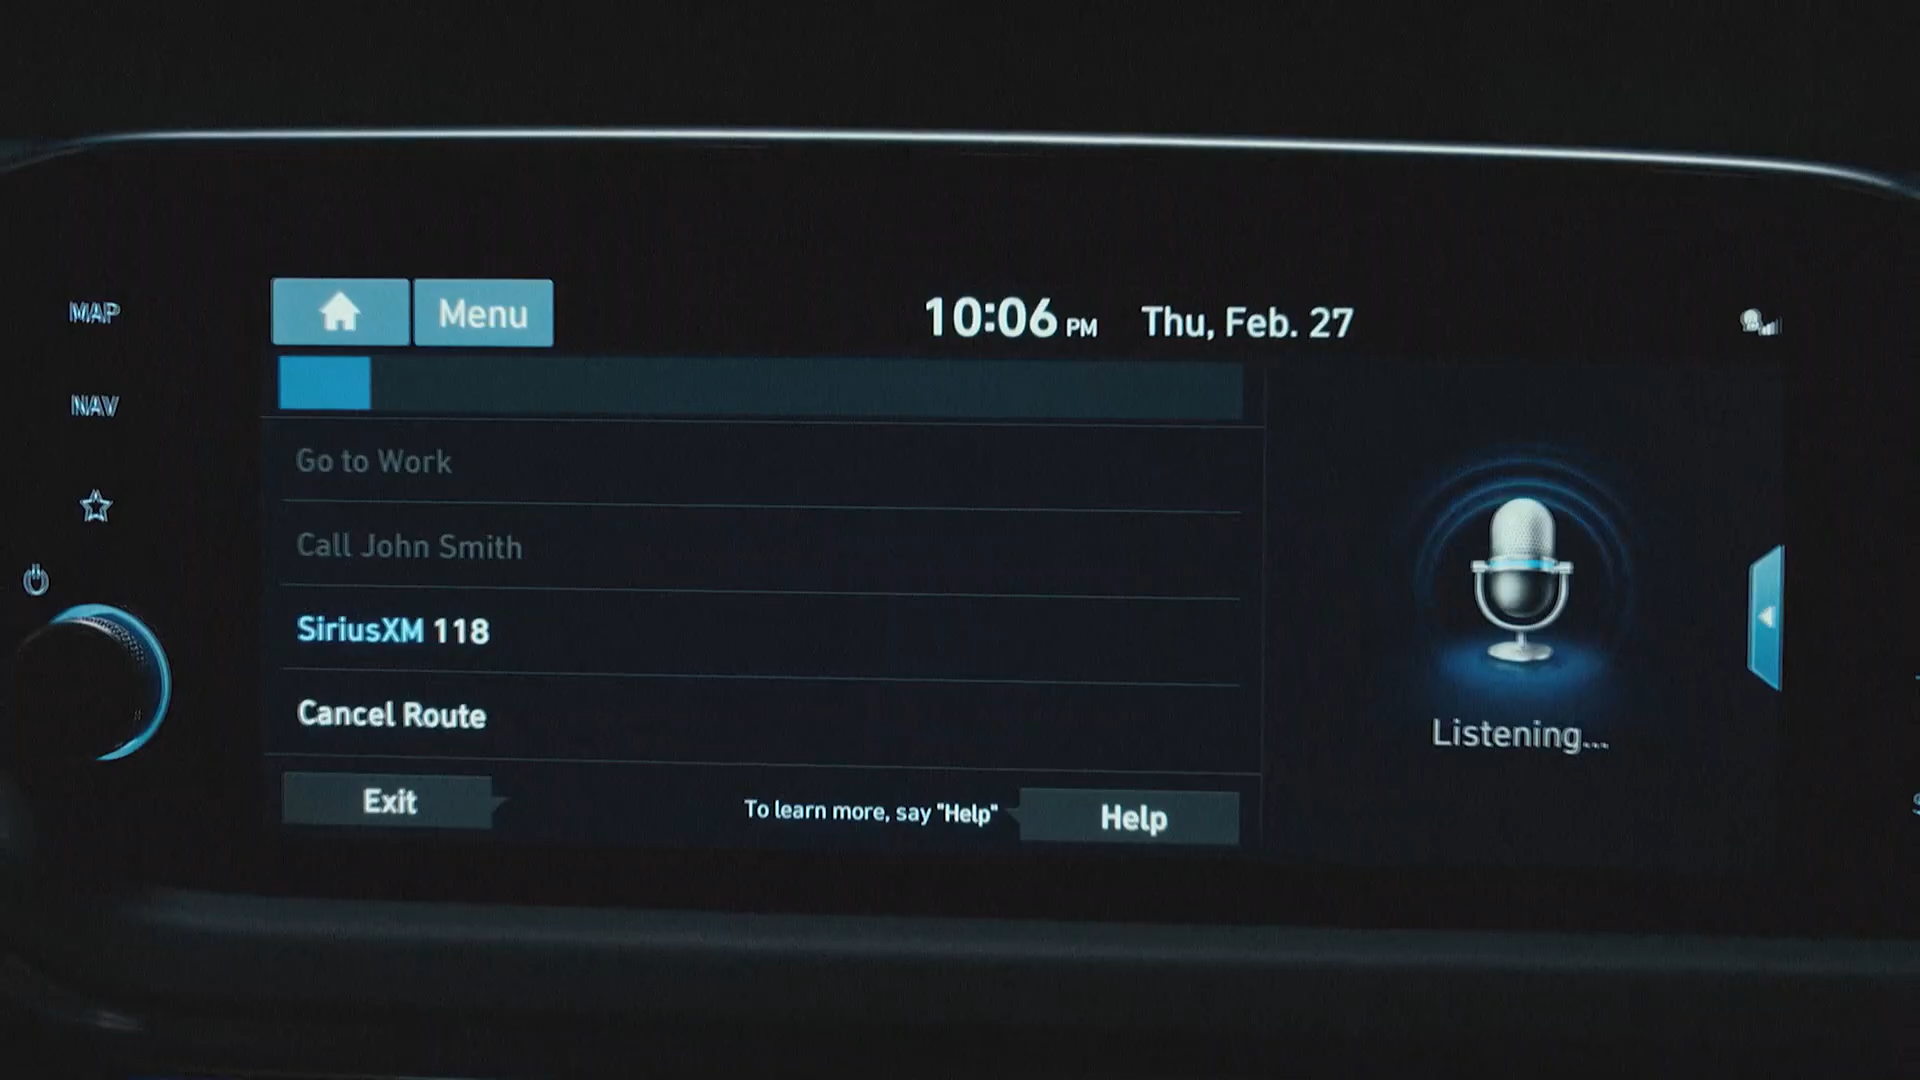 MAP
NAV
Menu
10:06 PM Thu, Feb. 27
Go to Work
Call John Smith
SiriusXM 118
Cancel Route
Exit
To learn more, say "Help"
Help
Listening...